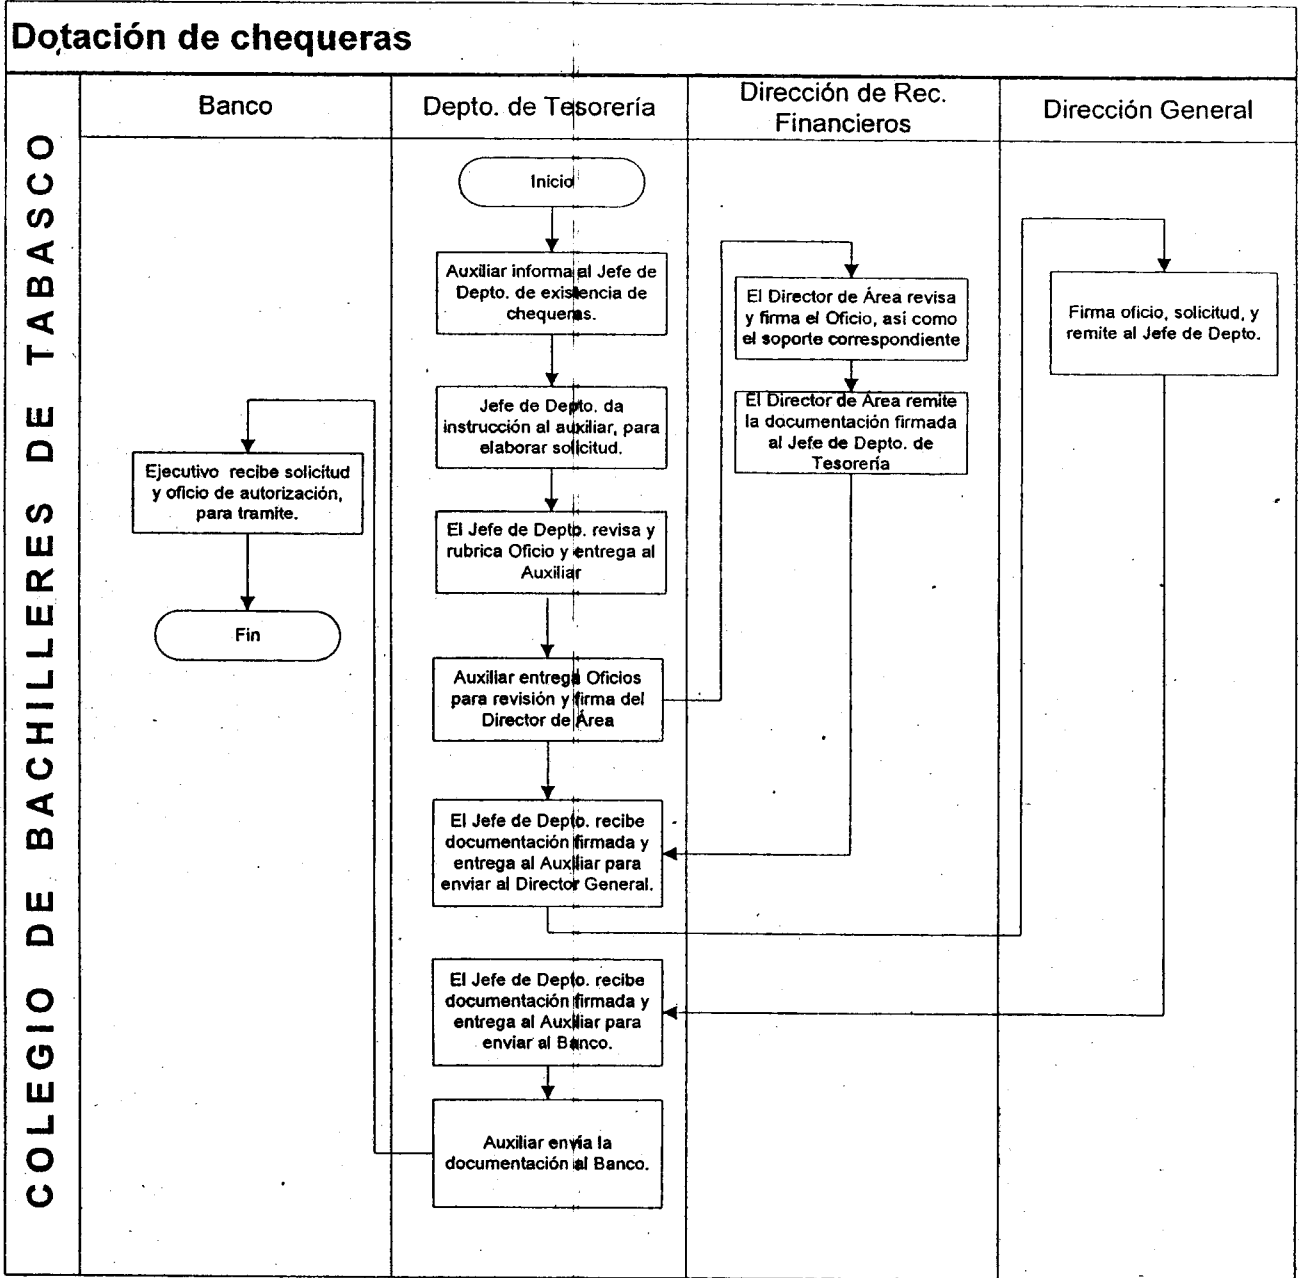 Dotación de chequeras
COLEGIO DE BACHILLERES DE TABASCO
Banco
Depto. de Tesorería
Dirección de Rec.
Financieros
Dirección General
Inicio
Auxiliar informa al Jefe de
Depto. de existencia de
chequeras.
Jefe de Depto. da
instrucción al auxiliar, para
elaborar solicitud.
El Jefe de Depto. revisa y
rubrica Oficio y entrega al
Auxiliar
Auxiliar entrega Oficios
para revisión y firma del
Director de Área
El Director de Área revisa
y firma el Oficio, así como
el soporte correspondiente
El Director de Área remite
la documentación firmada
al Jefe de Depto. de
Tesorería
El Jefe de Depto. recibe
documentación firmada y
entrega al Auxiliar para
enviar al Director General.
Firma oficio, solicitud, y
remite al Jefe de Depto.
El Jefe de Depto. recibe
documentación firmada y
entrega al Auxiliar para
enviar al Banco.
Auxiliar envía la
documentación al Banco.
Ejecutivo recibe solicitud
y oficio de autorización,
para tramite.
Fin